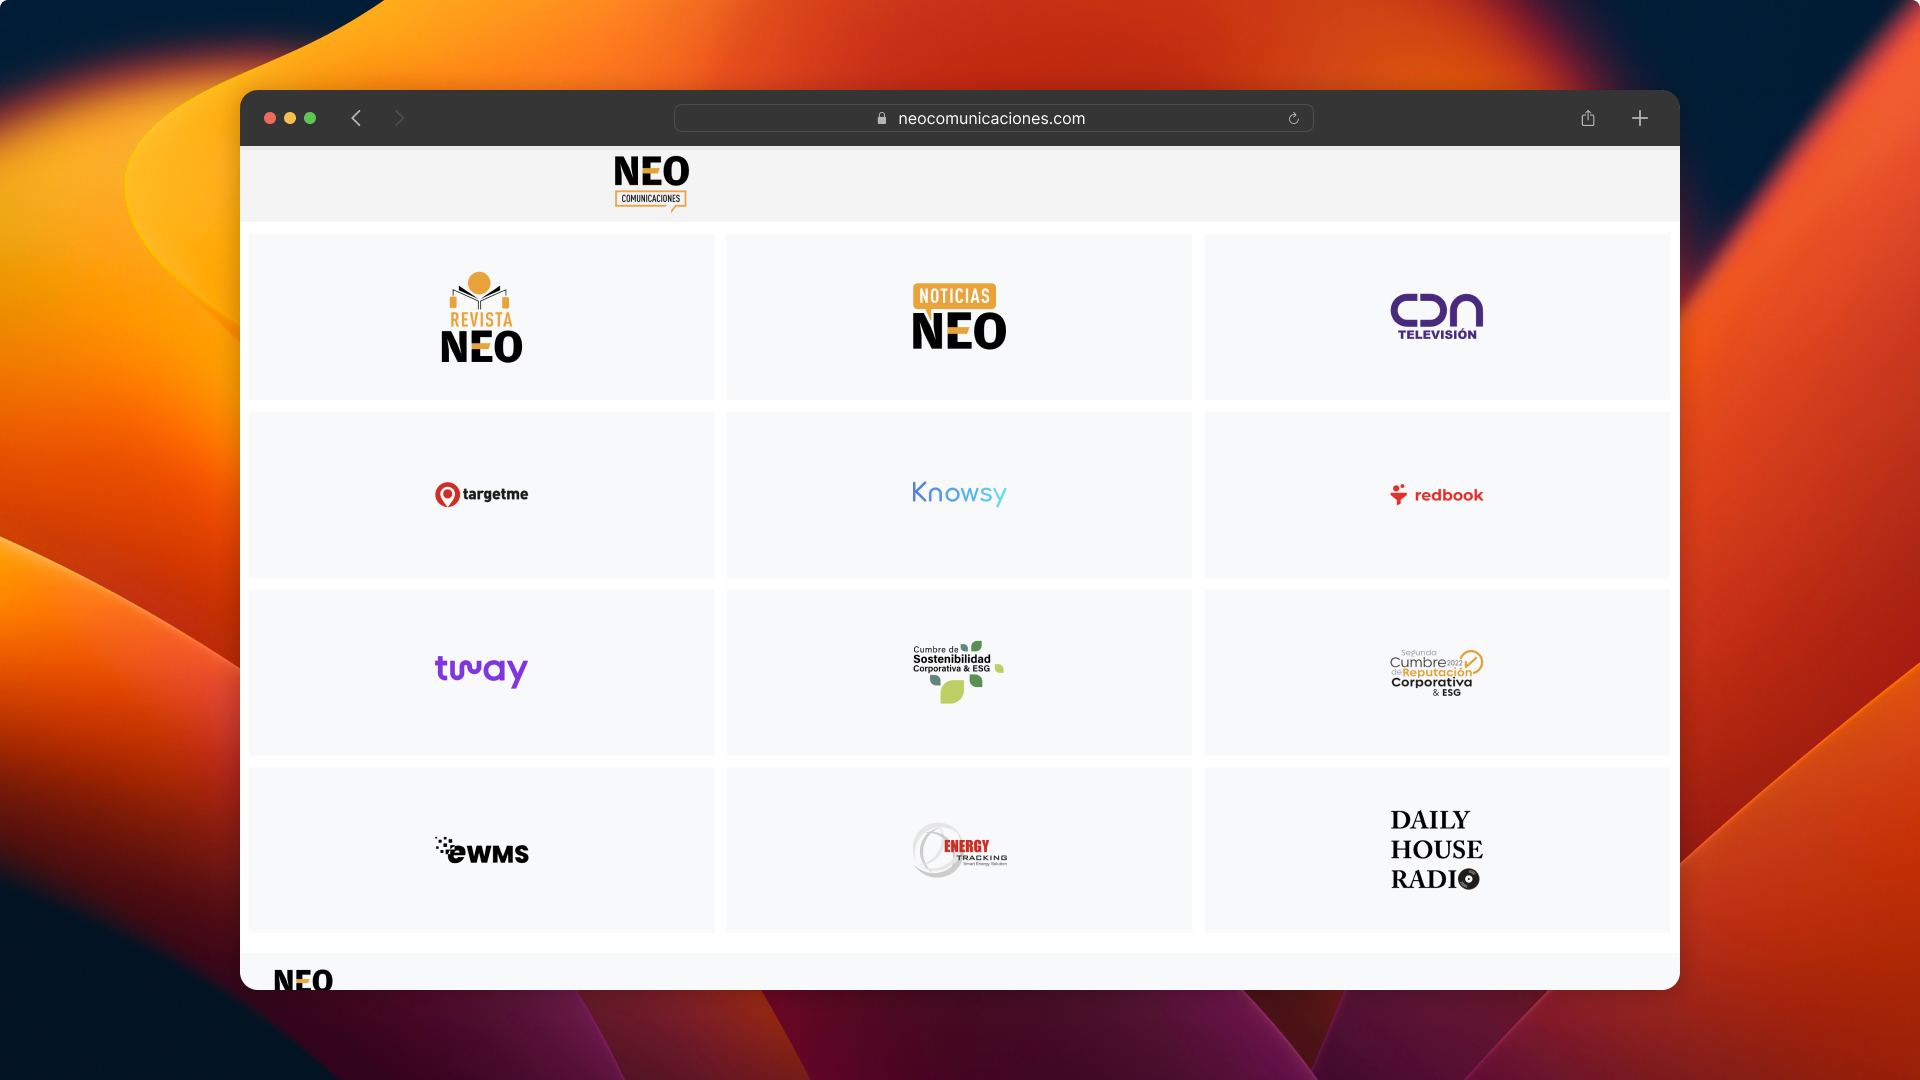 neocomunicaciones.com
NEO
COMUNICACIONES
REVISTA
NEO
NOTICIAS
NEO
CDN
TELEVISIÓN
targetme
Knowsy
redbook
tuway
Cumbre de
Sostenibilidad
Corporativa & ESG
Segunda
Cumbre 2022
de Reputación
Corporativa
& ESG
eWMS
ENERGY
TRACKING
Smart Energy Solution
DAILY
HOUSE
RADIO
NEO